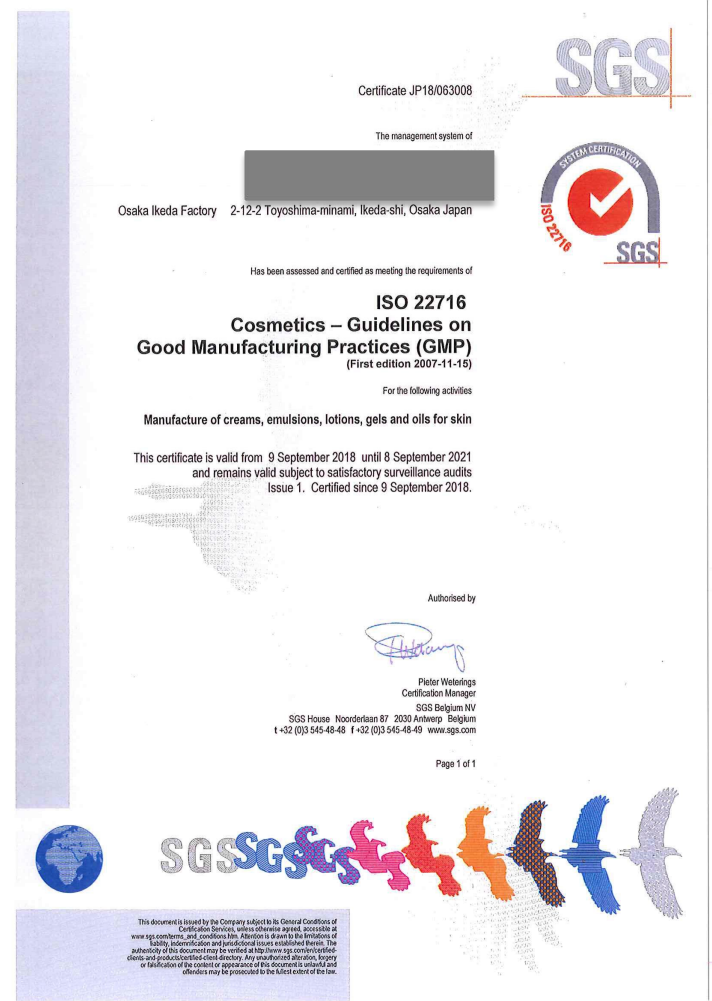 SGS
Certificate JP18/063008
The management system of
SYSTEM CERTIFICATION
ISO 22716
SGS
Osaka Ikeda Factory 2-12-2 Toyoshima-minami, Ikeda-shi, Osaka Japan
Has been assessed and certified as meeting the requirements of
ISO 22716
Cosmetics – Guidelines on
Good Manufacturing Practices (GMP)
(First edition 2007-11-15)
For the following activities
Manufacture of creams, emulsions, lotions, gels and oils for skin
This certificate is valid from 9 September 2018 until 8 September 2021
and remains valid subject to satisfactory surveillance audits
Issue 1. Certified since 9 September 2018.
Authorised by
Pieter Weterings
Certification Manager
SGS Belgium NV
SGS House Noorderlaan 87 2030 Antwerp Belgium
t +32 (0)3 545-48-48 f +32 (0)3 545-48-49 www.sgs.com
Page 1 of 1
SGS SGS SGS
This document is issued by the Company subject to its General Conditions of
Certification Services, unless otherwise agreed, accessible at
www.sgs.com/terms_and_conditions.htm. Attention is drawn to the limitations of
liability, indemnification and jurisdictional issues established therein. The
authenticity of this document may be verified at http://www.sgs.com/en/certified-
clients-and-products/certified-client-directory. Any unauthorized alteration, forgery
or falsification of the content or appearance of this document is unlawful and
offenders may be prosecuted to the fullest extent of the law.